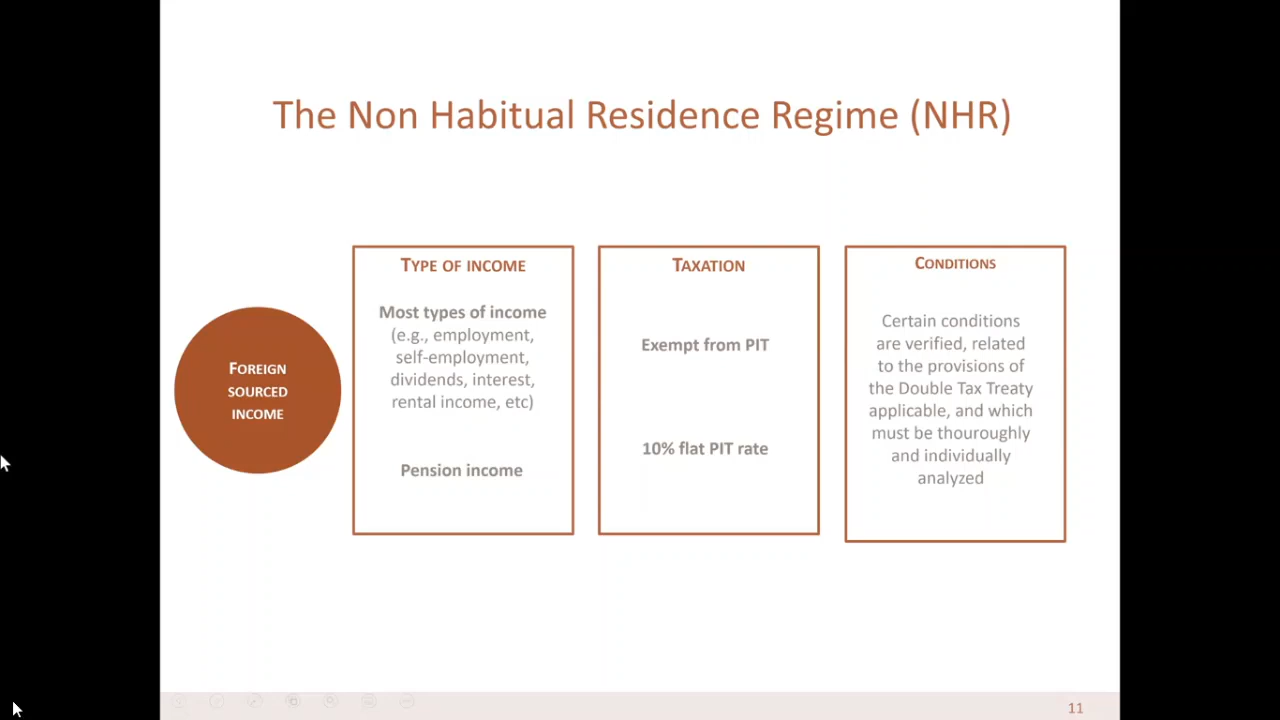 The Non Habitual Residence Regime (NHR)
FOREIGN
SOURCED
INCOME
TYPE OF INCOME
Most types of income
(e.g., employment,
self-employment,
dividends, interest,
rental income, etc)
Pension income
TAXATION
Exempt from PIT
10% flat PIT rate
CONDITIONS
Certain conditions
are verified, related
to the provisions of
the Double Tax Treaty
applicable, and which
must be thouroughly
and individually
analyzed
11